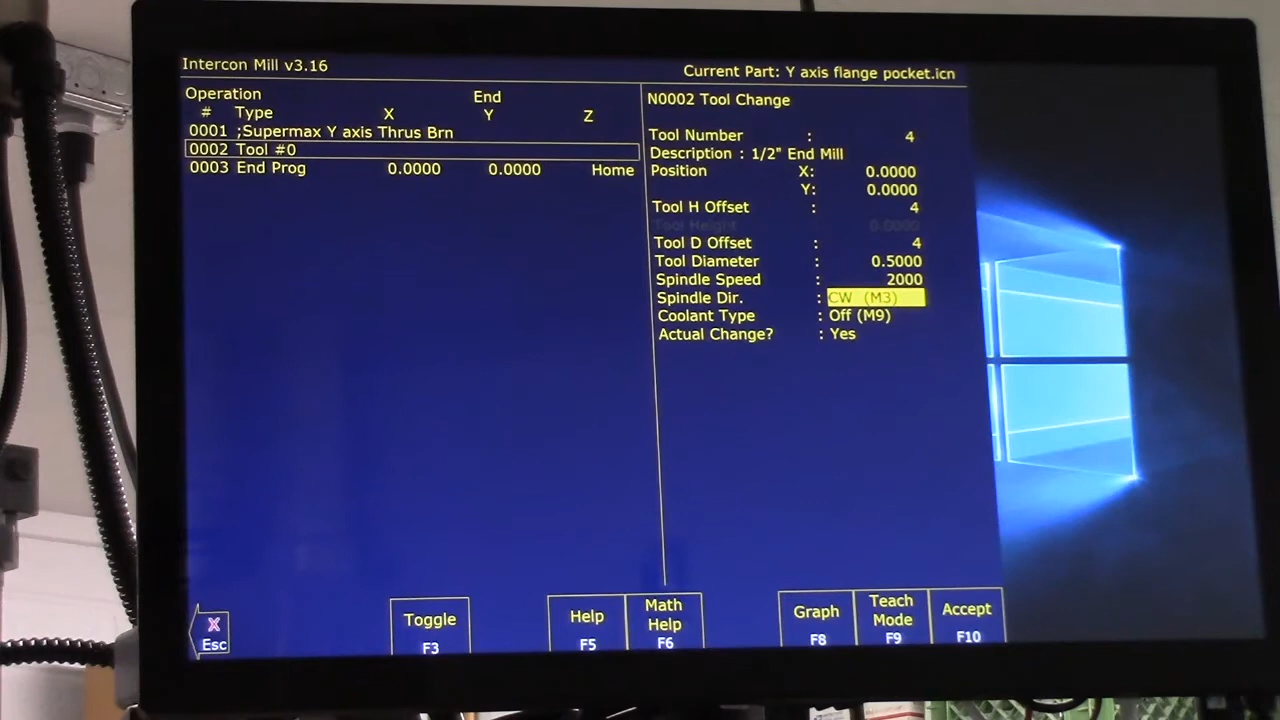 Intercon Mill v3.16
Current Part: Y axis flange pocket.icn
Operation End
# Type X Y Z
0001 ;Supermax Y axis Thrus Brn
0002 Tool #0
0003 End Prog 0.0000 0.0000 Home
N0002 Tool Change
Tool Number : 4
Description : 1/2" End Mill
Position X: 0.0000
Y: 0.0000
Tool H Offset : 4
Tool Height 0.0000
Tool D Offset : 4
Tool Diameter : 0.5000
Spindle Speed : 2000
Spindle Dir. : CW (M3)
Coolant Type : Off (M9)
Actual Change? : Yes
X
Esc
Toggle
F3
Help
F5
Math
Help
F6
Graph
F8
Teach
Mode
F9
Accept
F10